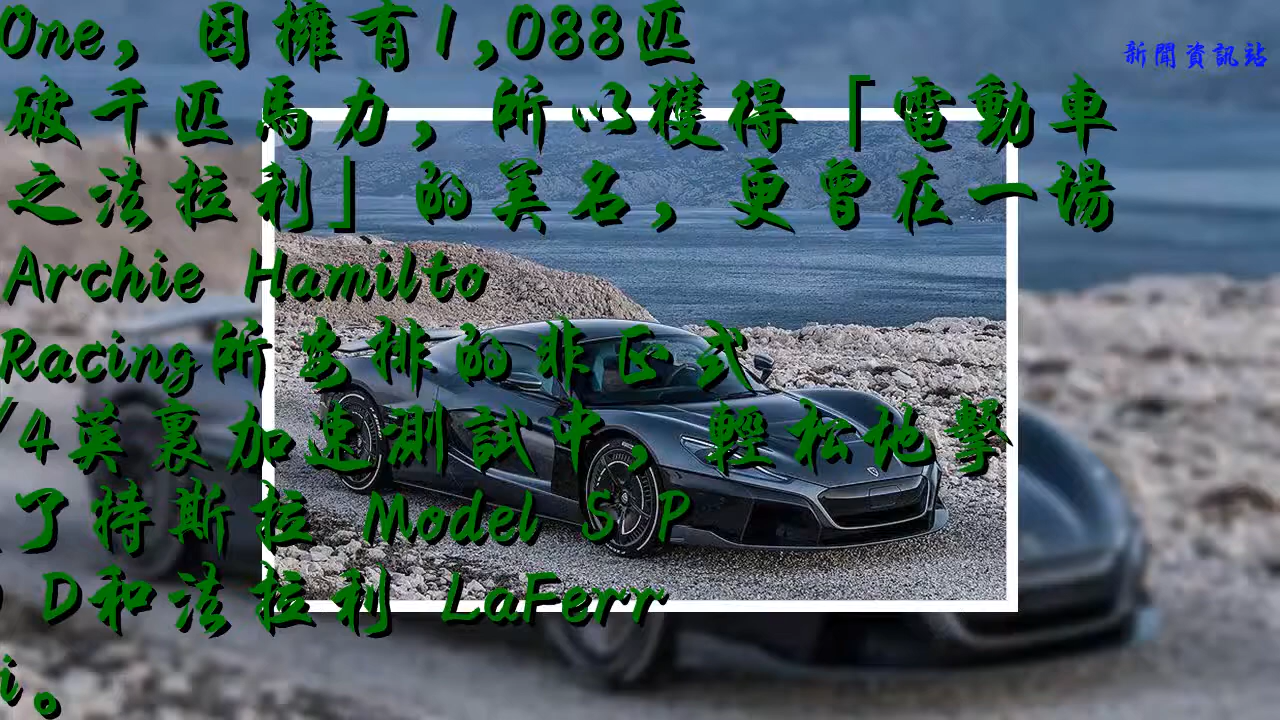 One，因擁有1,088匹
新聞資訊站
破千匹馬力，所以獲得「電動車
之法拉利」的美名，更曾在一場
Archie Hamilto
Racing所安排的非正式
/4英裏加速測試中，輕松地擊
了特斯拉 Model S P
D和法拉利 LaFerr
i。